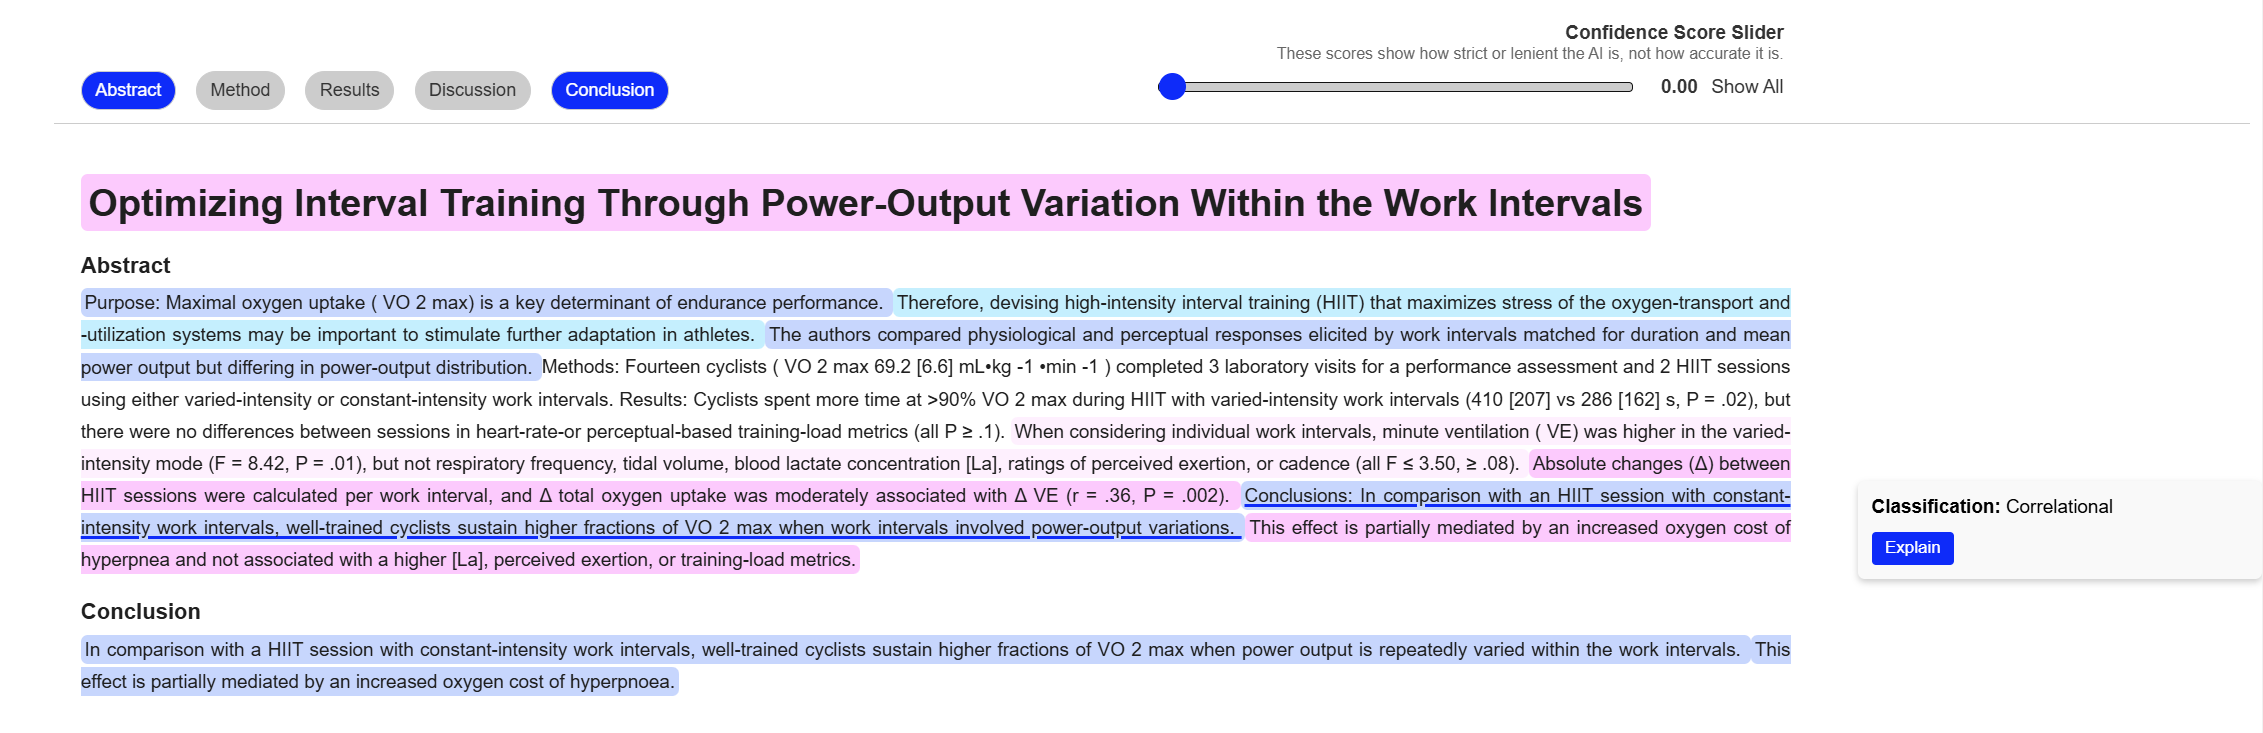 Confidence Score Slider
These scores show how strict or lenient the AI is, not how accurate it is.
Abstract Method Results Discussion Conclusion 0.00 Show All
Optimizing Interval Training Through Power-Output Variation Within the Work Intervals
Abstract
Purpose: Maximal oxygen uptake ( VO 2 max) is a key determinant of endurance performance. Therefore, devising high-intensity interval training (HIIT) that maximizes stress of the oxygen-transport and
-utilization systems may be important to stimulate further adaptation in athletes. The authors compared physiological and perceptual responses elicited by work intervals matched for duration and mean
power output but differing in power-output distribution. Methods: Fourteen cyclists ( VO 2 max 69.2 [6.6] mL•kg -1 •min -1 ) completed 3 laboratory visits for a performance assessment and 2 HIIT sessions
using either varied-intensity or constant-intensity work intervals. Results: Cyclists spent more time at >90% VO 2 max during HIIT with varied-intensity work intervals (410 [207] vs 286 [162] s, P = .02), but
there were no differences between sessions in heart-rate-or perceptual-based training-load metrics (all P ≥ .1). When considering individual work intervals, minute ventilation ( VE) was higher in the varied-
intensity mode (F = 8.42, P = .01), but not respiratory frequency, tidal volume, blood lactate concentration [La], ratings of perceived exertion, or cadence (all F ≤ 3.50, ≥ .08). Absolute changes (Δ) between
HIIT sessions were calculated per work interval, and Δ total oxygen uptake was moderately associated with Δ VE (r = .36, P = .002). Conclusions: In comparison with an HIIT session with constant-
intensity work intervals, well-trained cyclists sustain higher fractions of VO 2 max when work intervals involved power-output variations. This effect is partially mediated by an increased oxygen cost of
hyperpnea and not associated with a higher [La], perceived exertion, or training-load metrics.
Classification: Correlational
Explain
Conclusion
In comparison with a HIIT session with constant-intensity work intervals, well-trained cyclists sustain higher fractions of VO 2 max when power output is repeatedly varied within the work intervals. This
effect is partially mediated by an increased oxygen cost of hyperpnoea.